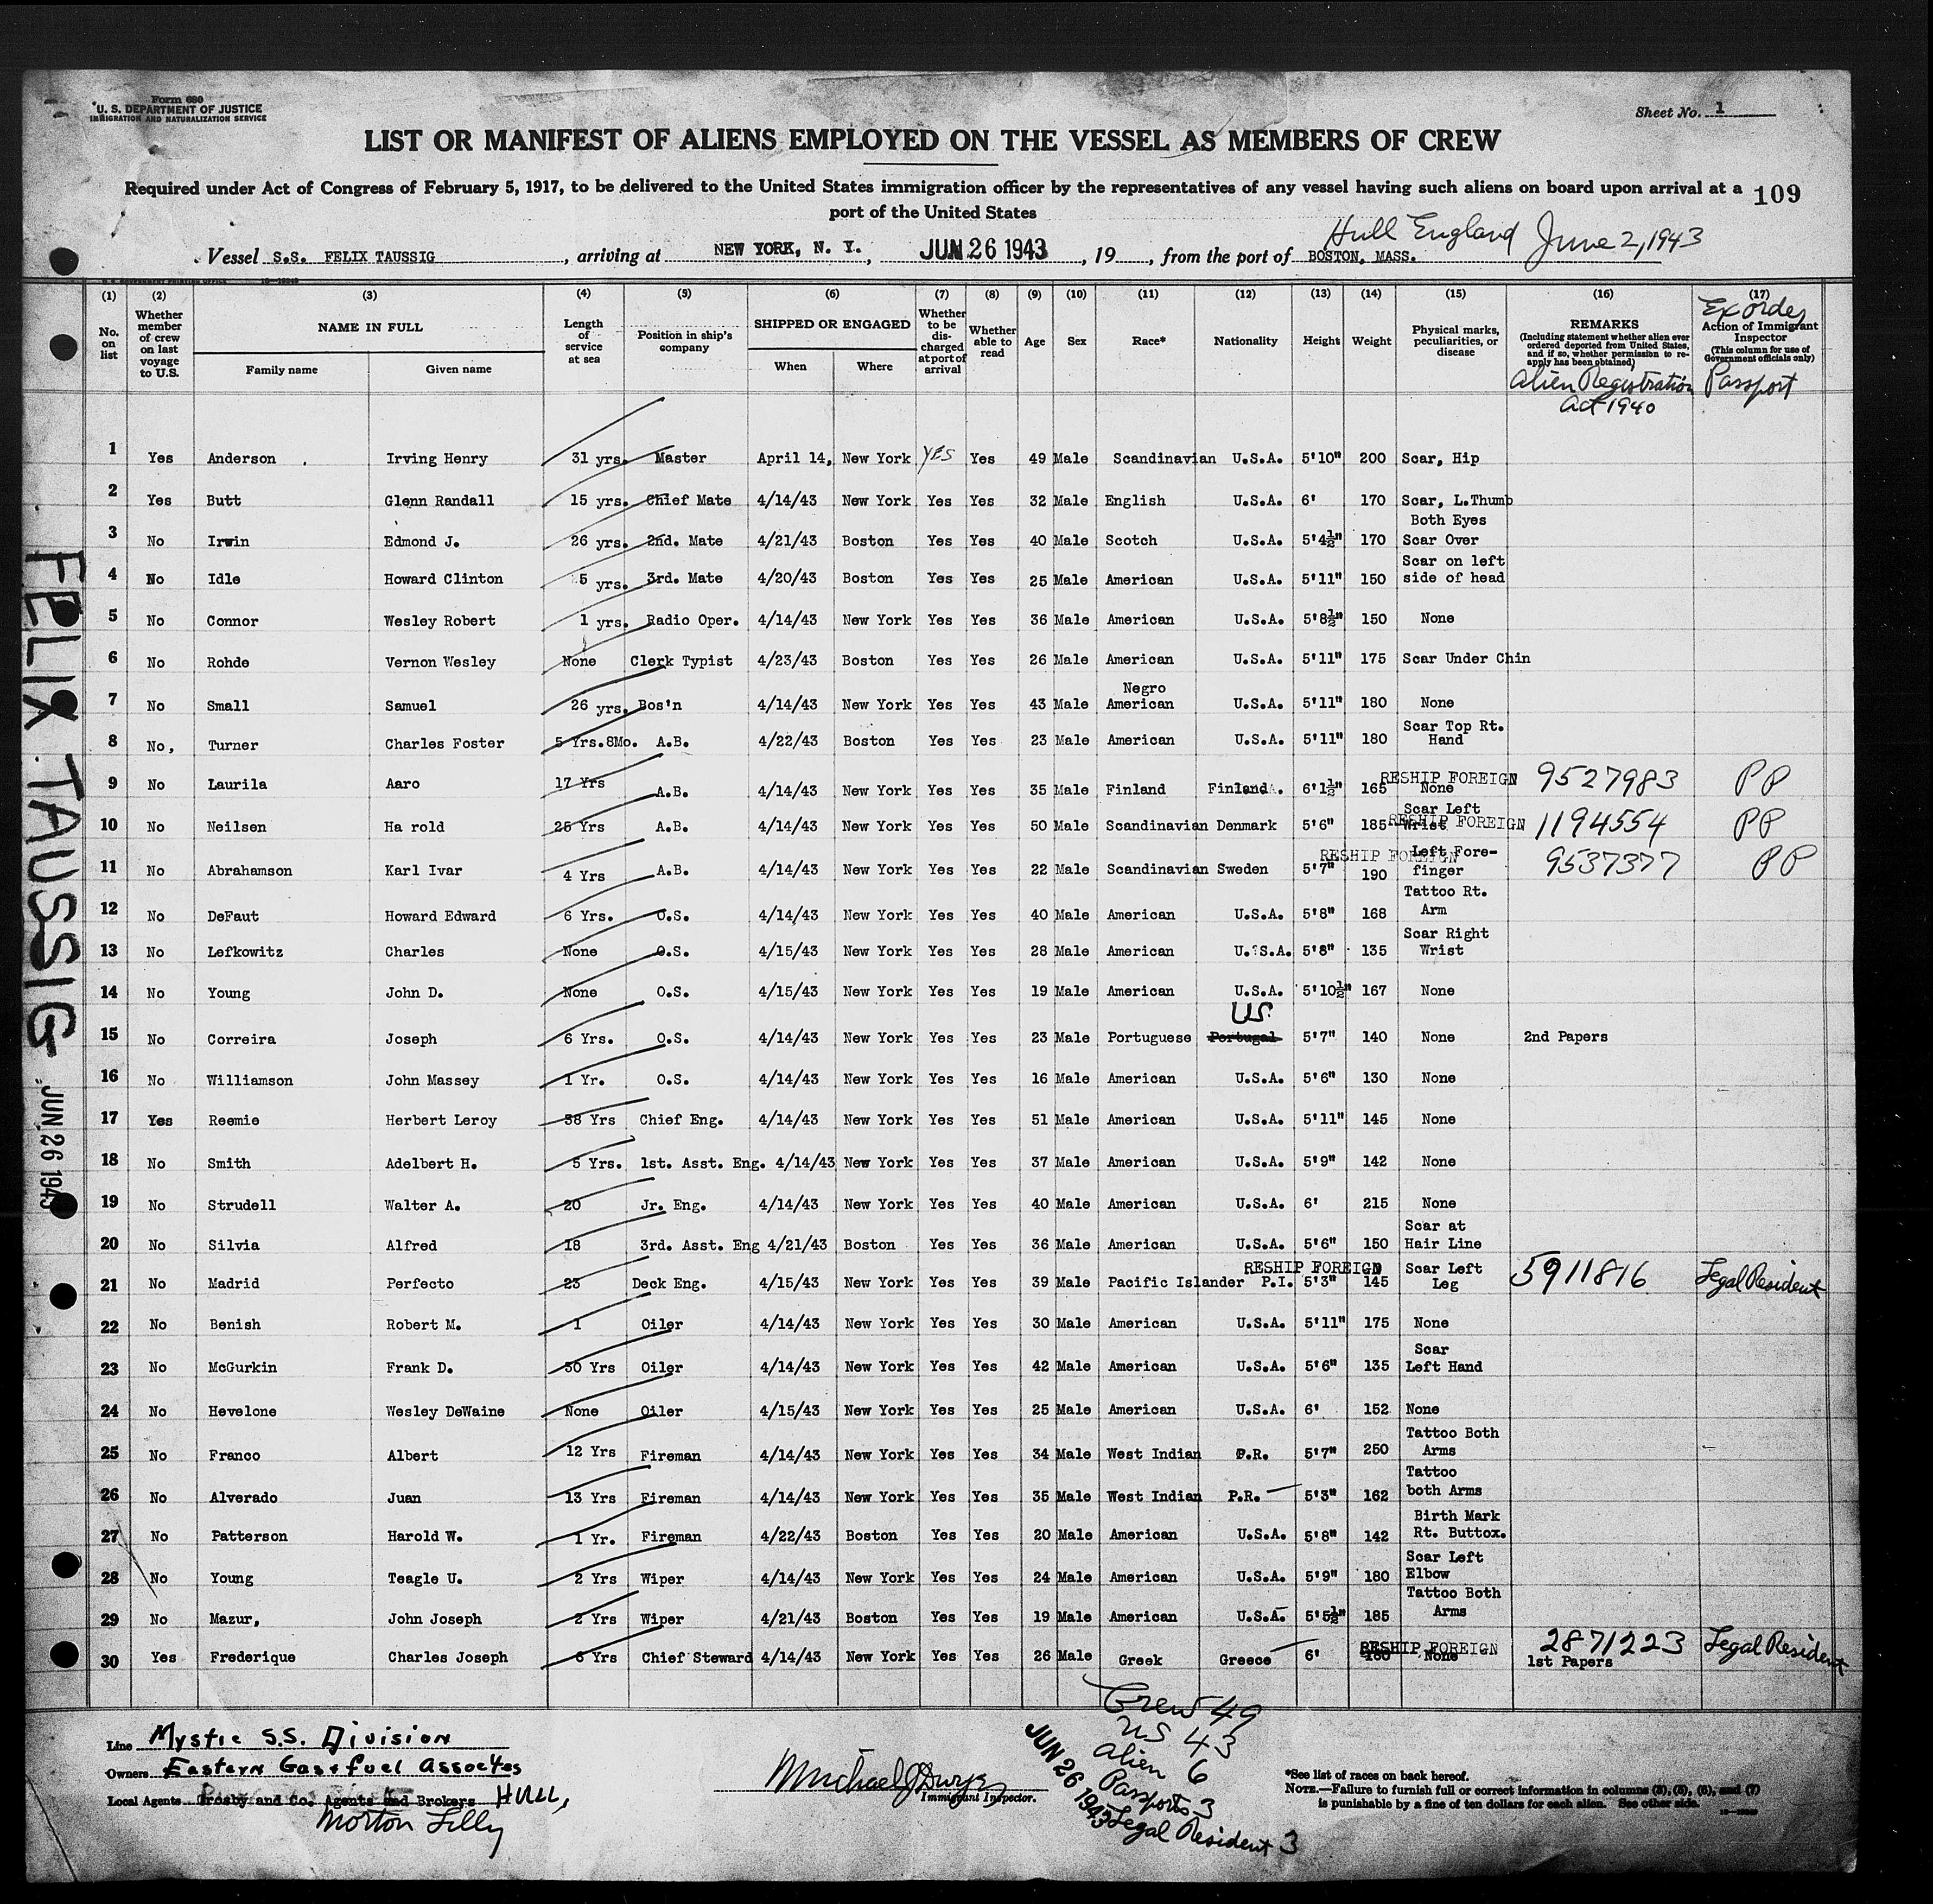 Form 680
U. S. DEPARTMENT OF JUSTICE
IMMIGRATION AND NATURALIZATION SERVICE
Sheet No. 1
LIST OR MANIFEST OF ALIENS EMPLOYED ON THE VESSEL AS MEMBERS OF CREW
Required under Act of Congress of February 5, 1917, to be delivered to the United States immigration officer by the representatives of any vessel having such aliens on board upon arrival at a
port of the United States
109
Hull England June 2, 1943
Vessel S.S. FELIX TAUSSIG, arriving at NEW YORK, N. Y., JUN 26 1943, 19, from the port of BOSTON, MASS.
(1) (2) (3) (4) (5) (6) (7) (8) (9) (10) (11) (12) (13) (14) (15) (16) (17)
No. on list
Whether member of crew on last voyage to U.S.
NAME IN FULL
Family name Given name
Length of service at sea
Position in ship's company
SHIPPED OR ENGAGED
When Where
Whether to be discharged at port of arrival
Whether able to read
Age
Sex
Race*
Nationality
Height
Weight
Physical marks, peculiarities, or disease
REMARKS
(Including statement whether alien ever ordered deported from United States, and if so, whether permission to reapply has been obtained)
Alien Registration
Act 1940
Ex order
Action of Immigrant Inspector
(This column for use of Government officials only)
Passport
1 Yes Anderson Irving Henry 31 yrs. Master April 14, New York YES Yes 49 Male Scandinavian U.S.A. 5'10" 200 Scar, Hip
2 Yes Butt Glenn Randall 15 yrs. Chief Mate 4/14/43 New York Yes Yes 32 Male English U.S.A. 6' 170 Scar, L.Thumb
3 No Irwin Edmond J. 26 yrs. 2nd. Mate 4/21/43 Boston Yes Yes 40 Male Scotch U.S.A. 5'4½" 170 Both Eyes Scar Over
4 No Idle Howard Clinton 5 yrs. 3rd. Mate 4/20/43 Boston Yes Yes 25 Male American U.S.A. 5'11" 150 Scar on left side of head
5 No Connor Wesley Robert 1 yrs. Radio Oper. 4/14/43 New York Yes Yes 36 Male American U.S.A. 5'8½" 150 None
6 No Rohde Vernon Wesley None Clerk Typist 4/23/43 Boston Yes Yes 26 Male American U.S.A. 5'11" 175 Scar Under Chin
7 No Small Samuel 26 yrs. Bos'n 4/14/43 New York Yes Yes 43 Male Negro American U.S.A. 5'11" 180 None
8 No, Turner Charles Foster 5 Yrs.8Mo. A.B. 4/22/43 Boston Yes Yes 23 Male American U.S.A. 5'11" 180 Scar Top Rt. Hand
9 No Laurila Aaro 17 Yrs A.B. 4/14/43 New York Yes Yes 35 Male Finland Finland. 6'1½" 165 RESHIP FOREIGN None 9527983 PP
10 No Neilsen Ha rold 25 Yrs A.B. 4/14/43 New York Yes Yes 50 Male Scandinavian Denmark 5'6" 185 Scar Left Wrist RESHIP FOREIGN 1194554 PP
11 No Abrahamson Karl Ivar 4 Yrs A.B. 4/14/43 New York Yes Yes 22 Male Scandinavian Sweden 5'7" 190 RESHIP FOREIGN Left Fore-finger 9537377 PP
12 No DeFaut Howard Edward 6 Yrs. O.S. 4/14/43 New York Yes Yes 40 Male American U.S.A. 5'8" 168 Tattoo Rt. Arm
13 No Lefkowitz Charles None O.S. 4/15/43 New York Yes Yes 28 Male American U.S.A. 5'8" 135 Scar Right Wrist
14 No Young John D. None O.S. 4/15/43 New York Yes Yes 19 Male American U.S.A. 5'10½" 167 None
15 No Correira Joseph 6 Yrs. O.S. 4/14/43 New York Yes Yes 23 Male Portuguese Portugal US. 5'7" 140 None 2nd Papers
16 No Williamson John Massey 1 Yr. O.S. 4/14/43 New York Yes Yes 16 Male American U.S.A. 5'6" 130 None
17 Yes Reemie Herbert Leroy 38 Yrs Chief Eng. 4/14/43 New York Yes Yes 51 Male American U.S.A. 5'11" 145 None
18 No Smith Adelbert H. 5 Yrs. 1st. Asst. Eng. 4/14/43 New York Yes Yes 37 Male American U.S.A. 5'9" 142 None
19 No Strudell Walter A. 20 Jr. Eng. 4/14/43 New York Yes Yes 40 Male American U.S.A. 6' 215 None
20 No Silvia Alfred 18 3rd. Asst. Eng 4/21/43 Boston Yes Yes 36 Male American U.S.A. 5'6" 150 Scar at Hair Line
21 No Madrid Perfecto 23 Deck Eng. 4/15/43 New York Yes Yes 39 Male Pacific Islander P.I. RESHIP FOREIGN 5'3" 145 Scar Left Leg 5911816 Legal Resident
22 No Benish Robert M. 1 Oiler 4/14/43 New York Yes Yes 30 Male American U.S.A. 5'11" 175 None
23 No McGurkin Frank D. 30 Yrs Oiler 4/14/43 New York Yes Yes 42 Male American U.S.A. 5'6" 135 Scar Left Hand
24 No Hevelone Wesley DeWaine None Oiler 4/15/43 New York Yes Yes 25 Male American U.S.A. 6' 152 None
25 No Franco Albert 12 Yrs Fireman 4/14/43 New York Yes Yes 34 Male West Indian P.R. 5'7" 250 Tattoo Both Arms
26 No Alverado Juan 13 Yrs Fireman 4/14/43 New York Yes Yes 35 Male West Indian P.R. 5'3" 162 Tattoo both Arms
27 No Patterson Harold W. 1 Yr. Fireman 4/22/43 Boston Yes Yes 20 Male American U.S.A. 5'8" 142 Birth Mark Rt. Buttox.
28 No Young Teagle U. 2 Yrs Wiper 4/14/43 New York Yes Yes 24 Male American U.S.A. 5'9" 180 Scar Left Elbow
29 No Mazur, John Joseph 2 Yrs Wiper 4/21/43 Boston Yes Yes 19 Male American U.S.A. 5'5½" 185 Tattoo Both Arms
30 Yes Frederique Charles Joseph 6 Yrs Chief Steward 4/14/43 New York Yes Yes 26 Male Greek Greece 6' RESHIP FOREIGN None 2871223 1st Papers Legal Resident
FELIX TAUSSIG JUN 26 1943
Line Mystic S.S. Division
Owners Eastern Gas & fuel Assoctes
Local Agents Crosby and Co. Agents and Brokers HULL,
Morton Lilly
Michael J Dwyer
Immigrant Inspector.
Crew 49
US 43
Alien 6
Passports 3
Legal Resident 3
JUN 26 1943
*See list of races on back hereof.
NOTE.—Failure to furnish full or correct information in columns (3), (5), (6), and (7)
is punishable by a fine of ten dollars for each alien. See other side.